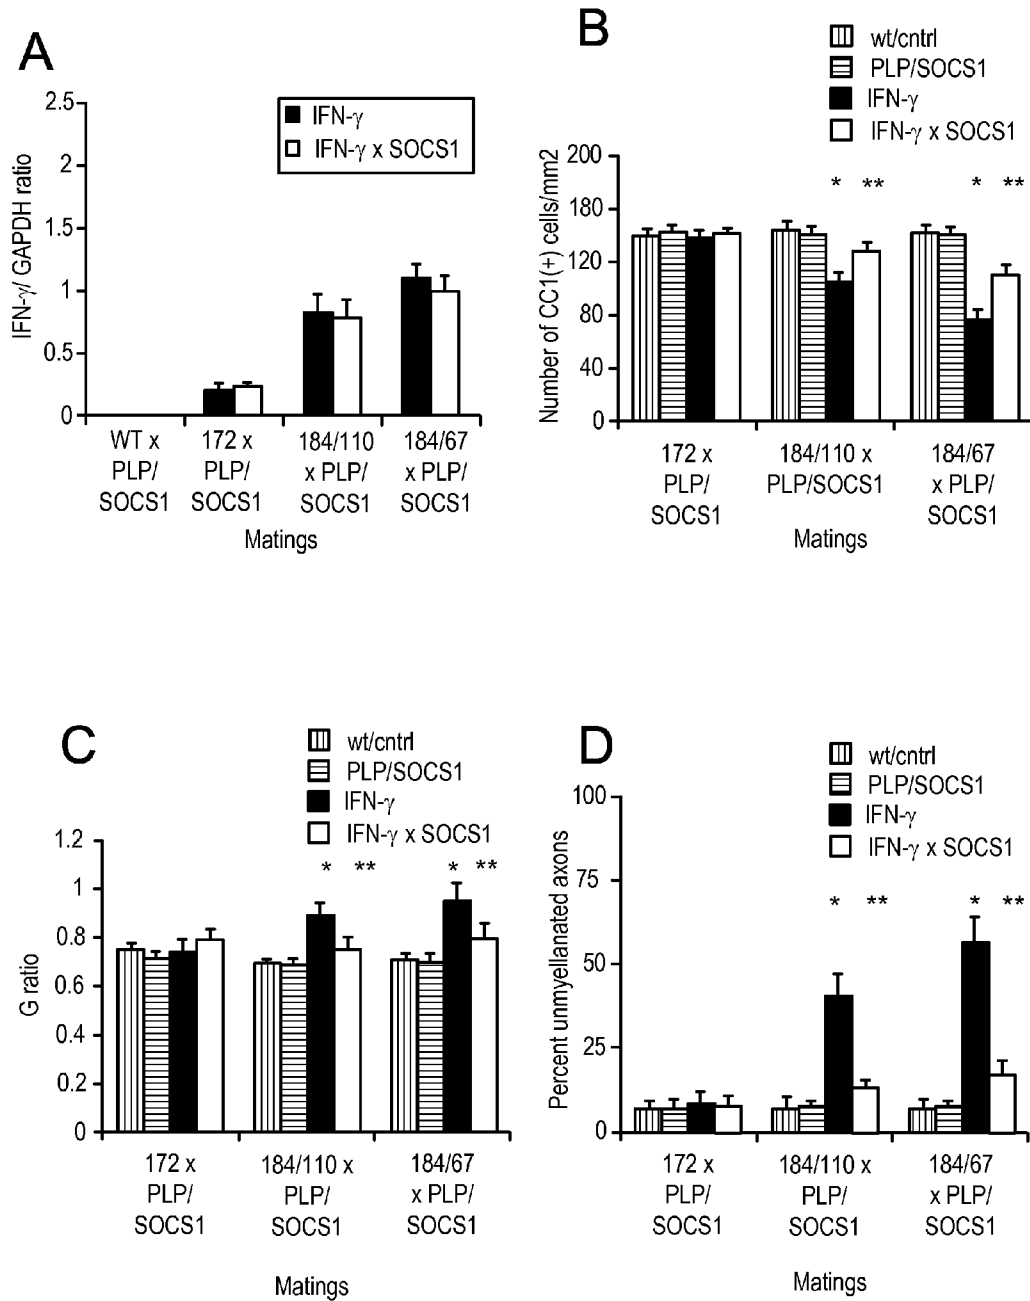 A
IFN-γ
IFN-γ x SOCS1
IFN-γ/ GAPDH ratio
2.5
2
1.5
1
0.5
0
WT x
PLP/
SOCS1
172 x
PLP/
SOCS1
184/110
x PLP/
SOCS1
184/67
x PLP/
SOCS1
Matings
B
wt/cntrl
PLP/SOCS1
IFN-γ
IFN-γ x SOCS1
Number of CC1(+) cells/mm2
200
180
120
80
40
0
* **
* **
172 x
PLP/
SOCS1
184/110 x
PLP/SOCS1
184/67
x PLP/
SOCS1
Matings
C
wt/cntrl
PLP/SOCS1
IFN-γ
IFN-γ x SOCS1
G ratio
1.2
1
0.8
0.6
0.4
0.2
0
* **
* **
172 x
PLP/
SOCS1
184/110 x
PLP/
SOCS1
184/67
x PLP/
SOCS1
Matings
D
wt/cntrl
PLP/SOCS1
IFN-γ
IFN-γ x SOCS1
Percent unmyellanated axons
100
75
50
25
0
* **
* **
172 x
PLP/
SOCS1
184/110 x
PLP/
SOCS1
184/67
x PLP/
SOCS1
Matings